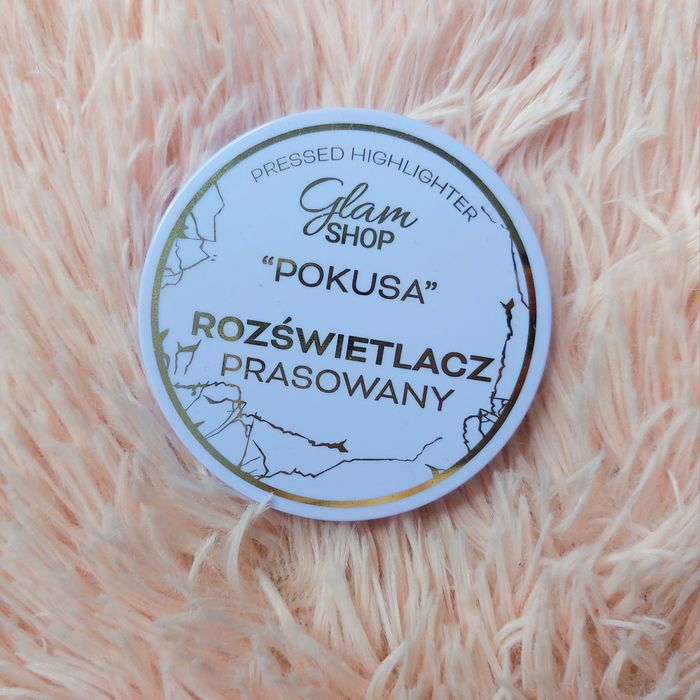 PRESSED HIGHLIGHTER
Glam
SHOP
“POKUSA”
ROZŚWIETLACZ
PRASOWANY